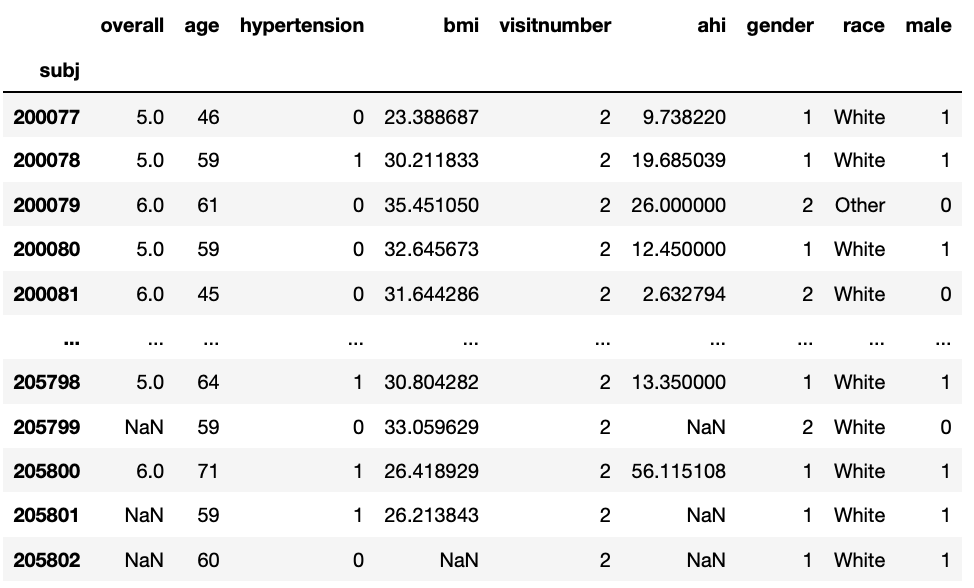 overall age hypertension bmi visitnumber ahi gender race male
subj
200077 5.0 46 0 23.388687 2 9.738220 1 White 1
200078 5.0 59 1 30.211833 2 19.685039 1 White 1
200079 6.0 61 0 35.451050 2 26.000000 2 Other 0
200080 5.0 59 0 32.645673 2 12.450000 1 White 1
200081 6.0 45 0 31.644286 2 2.632794 2 White 0
... ... ... ... ... ... ... ... ... ...
205798 5.0 64 1 30.804282 2 13.350000 1 White 1
205799 NaN 59 0 33.059629 2 NaN 2 White 0
205800 6.0 71 1 26.418929 2 56.115108 1 White 1
205801 NaN 59 1 26.213843 2 NaN 1 White 1
205802 NaN 60 0 NaN 2 NaN 1 White 1